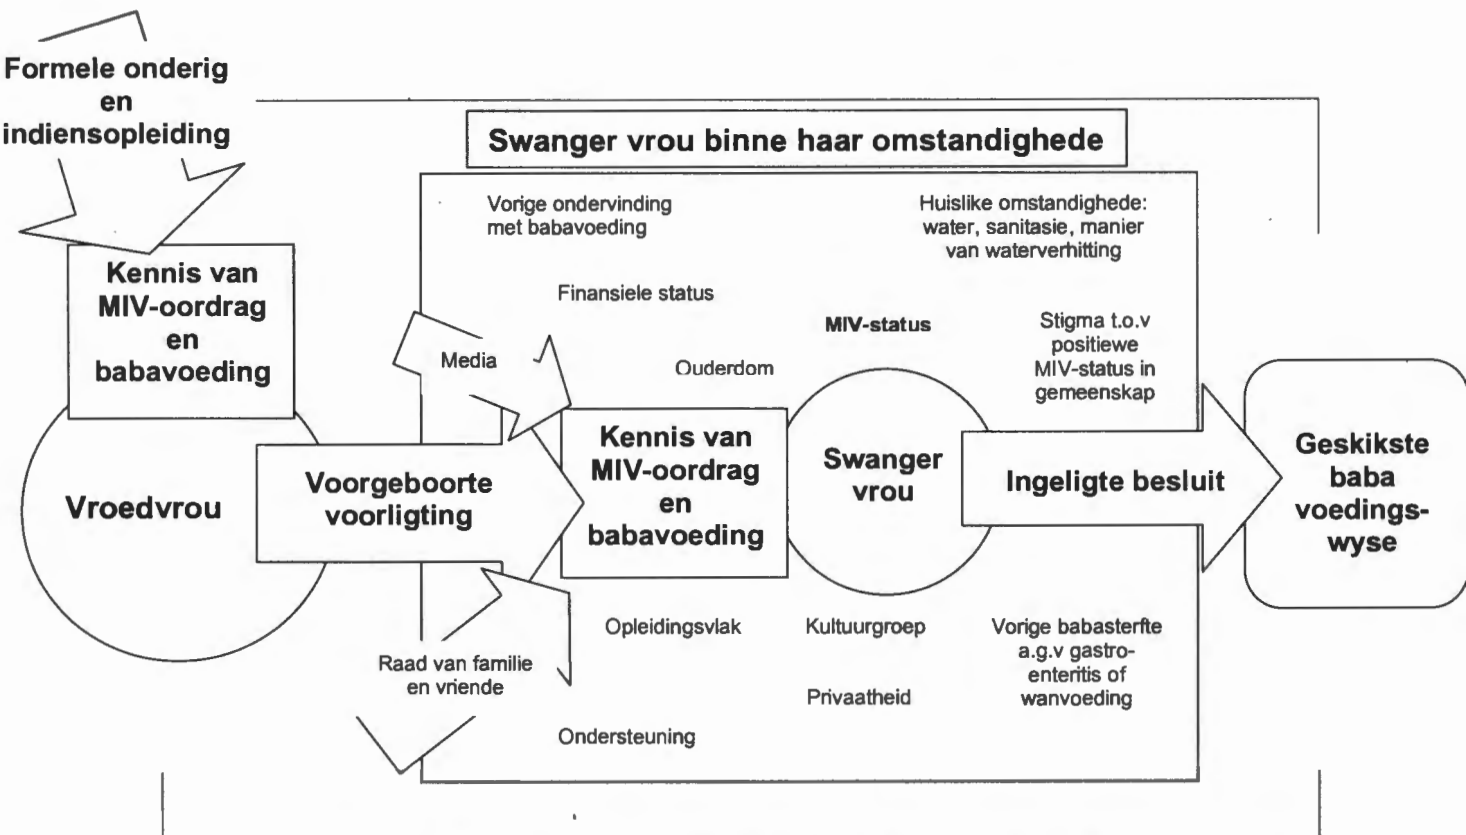 Formele onderig
en
indiensopleiding
Swanger vrou binne haar omstandighede
Vorige ondervinding
met babavoeding
Huislike omstandighede:
water, sanitasie, manier
van waterverhitting
Kennis van
MIV-oordrag
en
babavoeding
Finansiele status
MIV-status
Stigma t.o.v
positiewe
MIV-status in
gemeenskap
Media
Ouderdom
Vroedvrou
Voorgeboorte
voorligting
Kennis van
MIV-oordrag
en
babavoeding
Swanger
vrou
Ingeligte besluit
Geskikste
baba
voedings-
wyse
Raad van familie
en vriende
Opleidingsvlak
Kultuurgroep
Vorige babasterfte
a.g.v gastro-
enteritis of
wanvoeding
Privaatheid
Ondersteuning